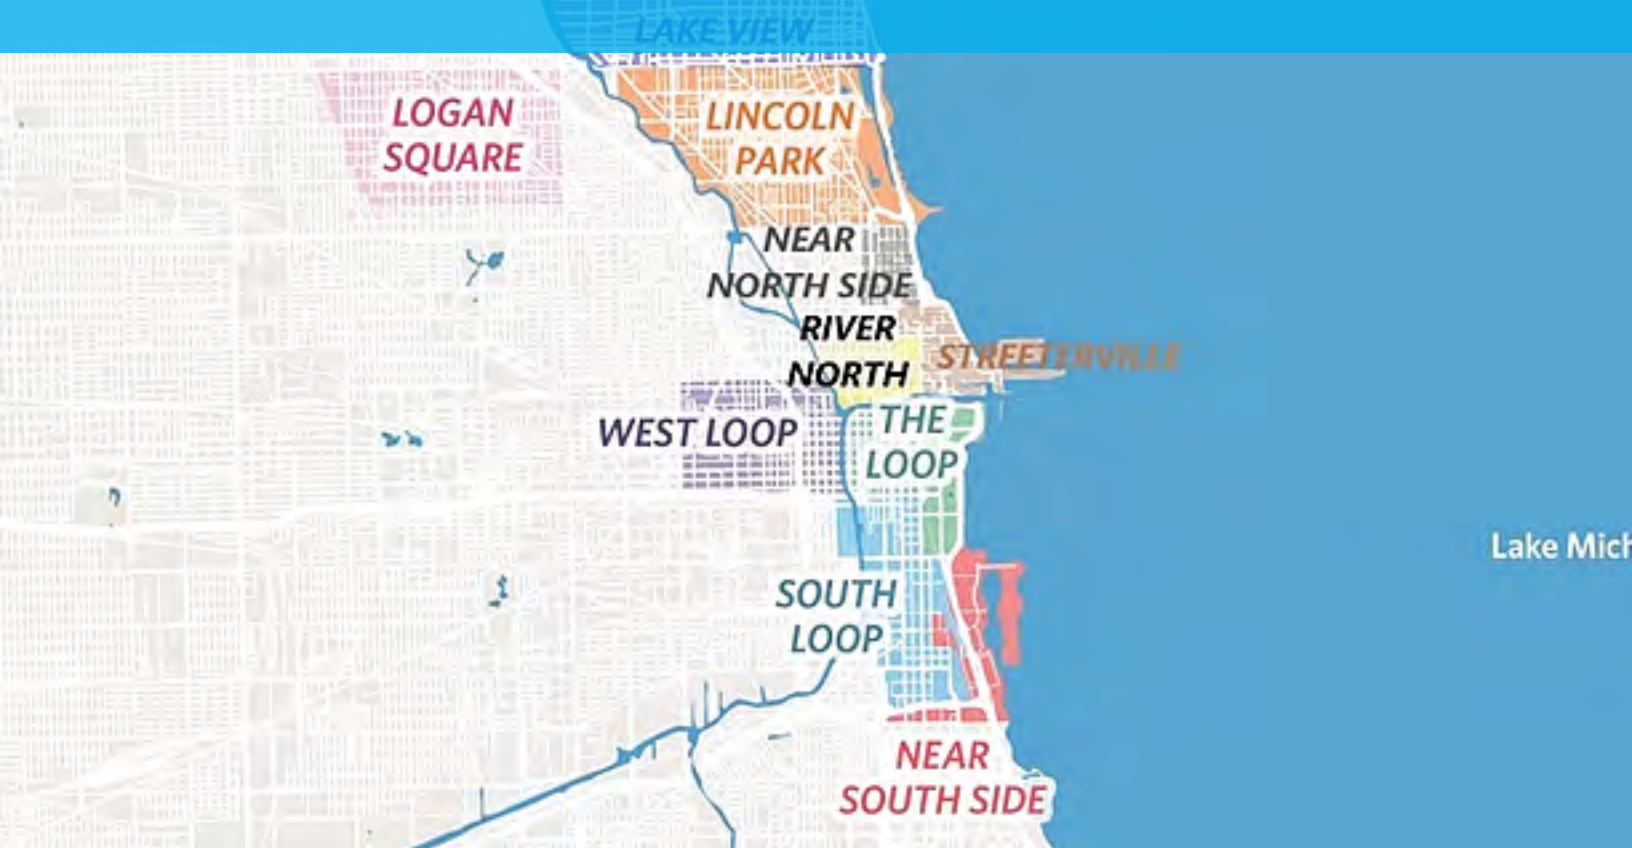 LAKE VIEW
LOGAN
SQUARE
LINCOLN
PARK
NEAR
NORTH SIDE
RIVER
NORTH
STREETERVILLE
WEST LOOP
THE
LOOP
Lake Mich
SOUTH
LOOP
NEAR
SOUTH SIDE